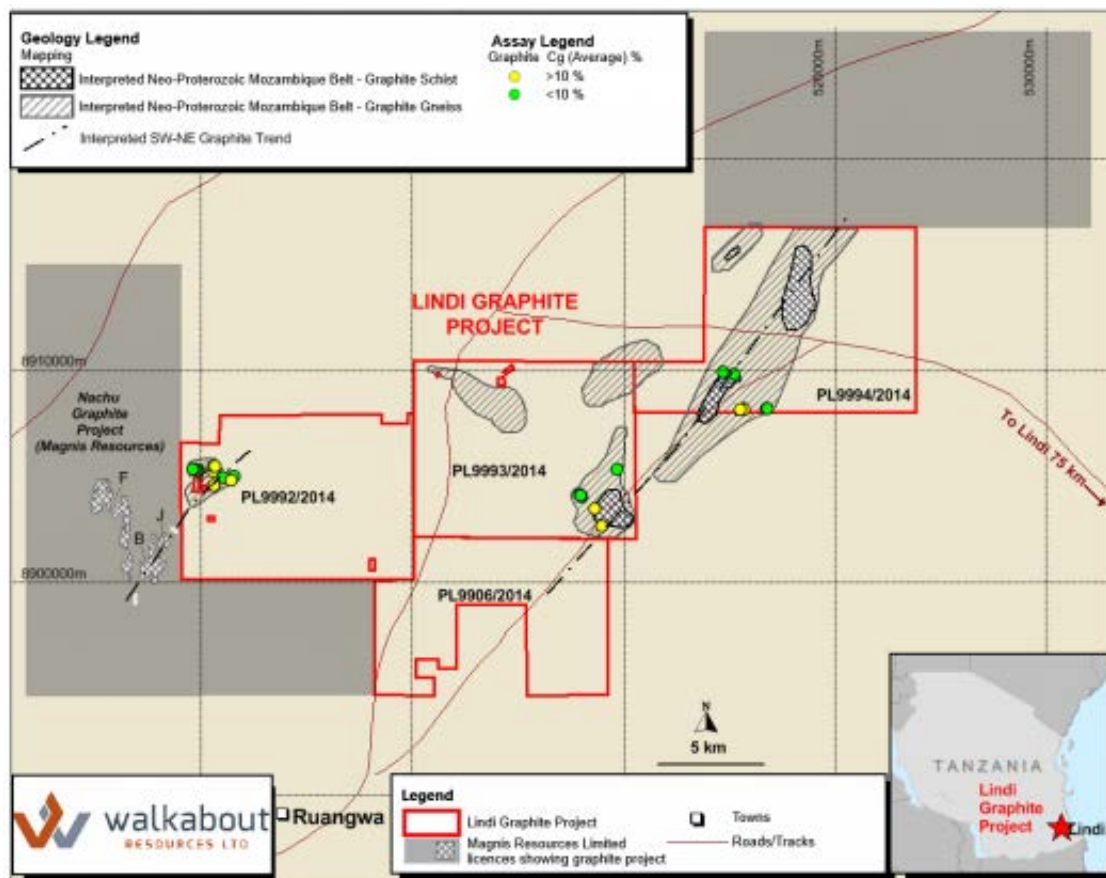 Geology Legend
Mapping
Interpreted Neo-Proterozoic Mozambique Belt - Graphite Schist
Interpreted Neo-Proterozoic Mozambique Belt - Graphite Gneiss
Interpreted SW-NE Graphite Trend
Assay Legend
Graphite Cg (Average) %
>10 %
<10 %
520000m
530000m
LINDI GRAPHITE
PROJECT
8910000m
Nachu
Graphite
Project
(Magnis Resources)
F
J
B
PL9992/2014
PL9993/2014
PL9994/2014
To Lindi 75 km
8900000m
PL9906/2014
N
5 km
walkabout
RESOURCES LTD
Ruangwa
Legend
Lindi Graphite Project
Magnis Resources Limited
licences showing graphite project
Towns
Roads/Tracks
TANZANIA
Lindi
Graphite
Project
Lindi